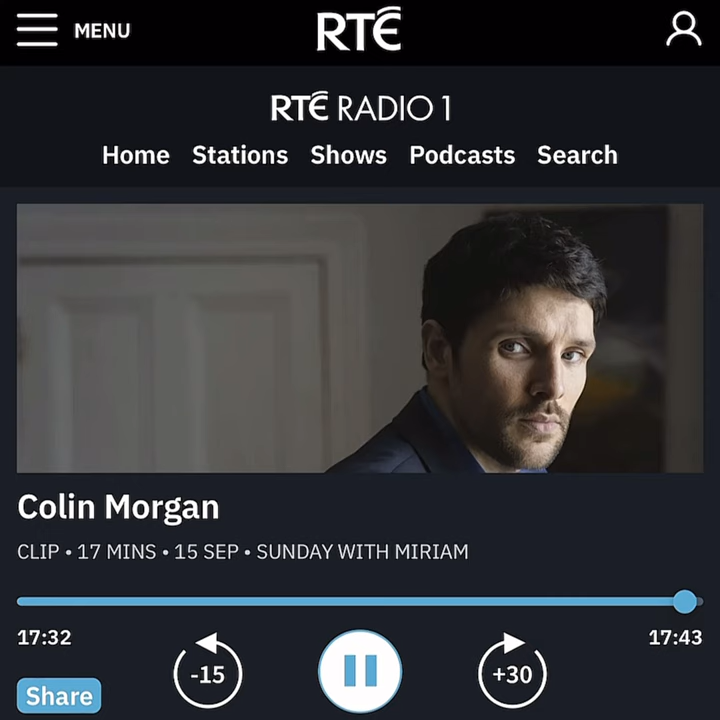 MENU
RTÉ
RTÉ RADIO 1
Home Stations Shows Podcasts Search
Colin Morgan
CLIP • 17 MINS • 15 SEP • SUNDAY WITH MIRIAM
17:32
17:43
-15
+30
Share